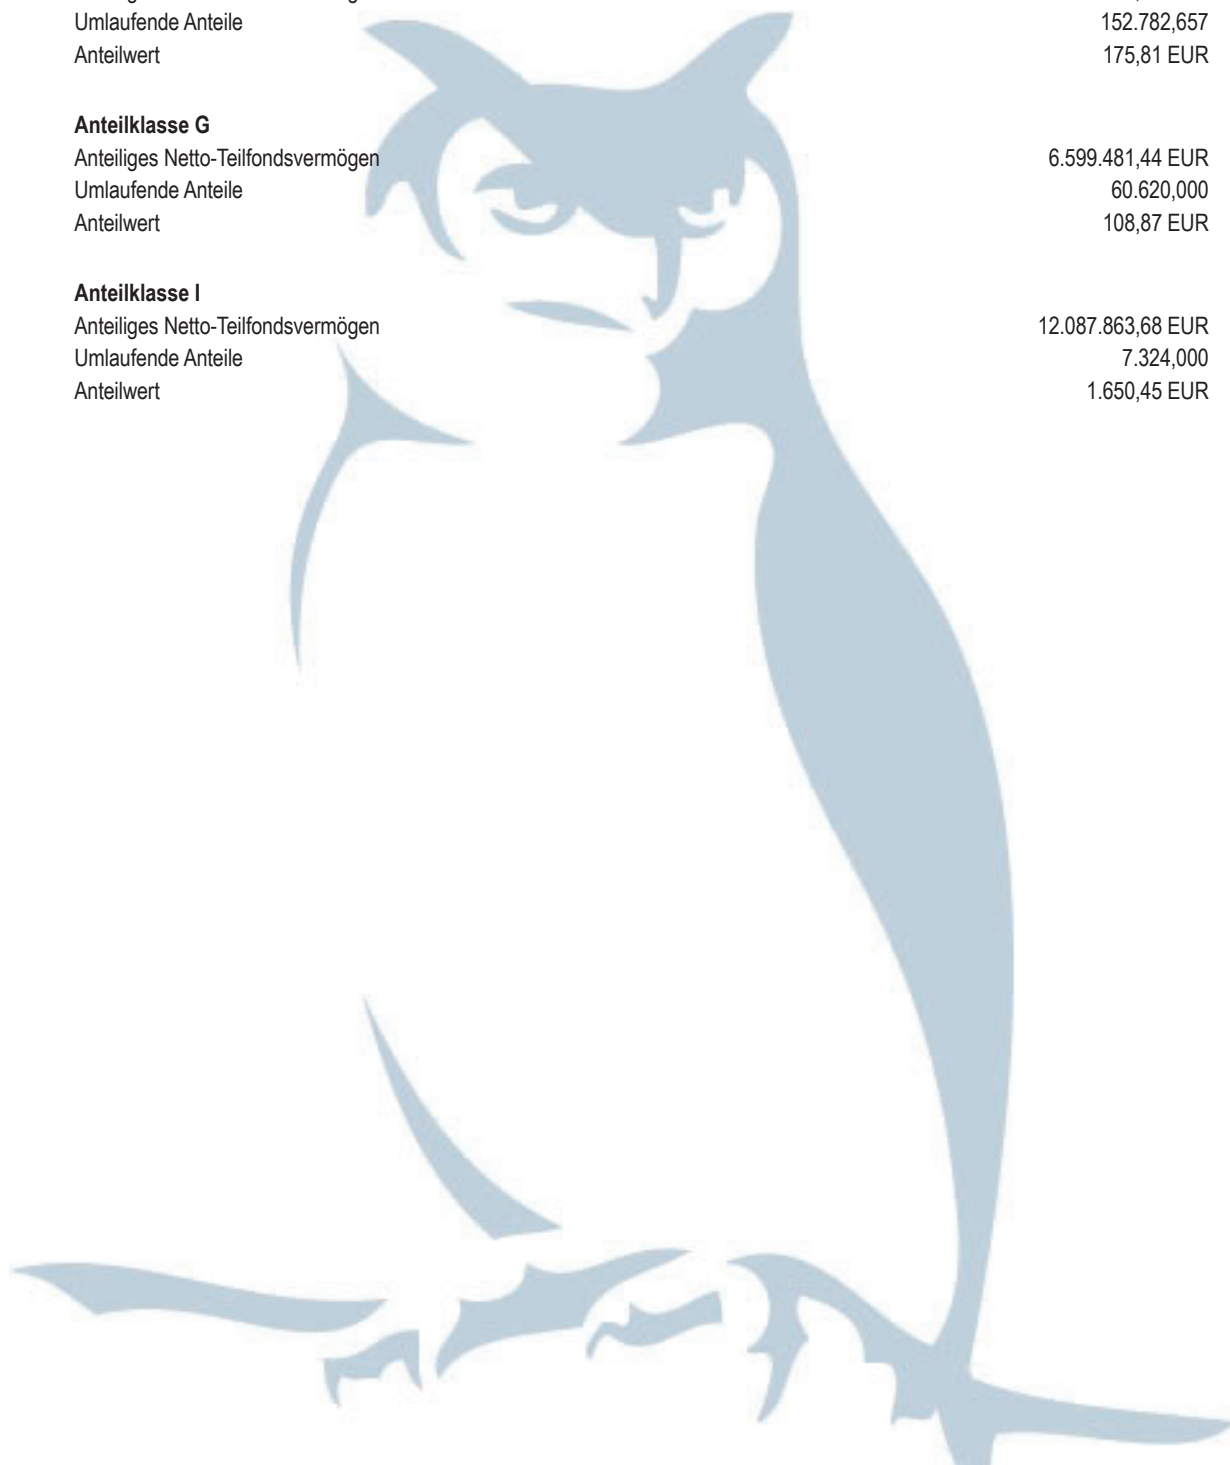 Umlaufende Anteile 152.782,657
Anteilwert 175,81 EUR
Anteilklasse G
Anteiliges Netto-Teilfondsvermögen 6.599.481,44 EUR
Umlaufende Anteile 60.620,000
Anteilwert 108,87 EUR
Anteilklasse I
Anteiliges Netto-Teilfondsvermögen 12.087.863,68 EUR
Umlaufende Anteile 7.324,000
Anteilwert 1.650,45 EUR